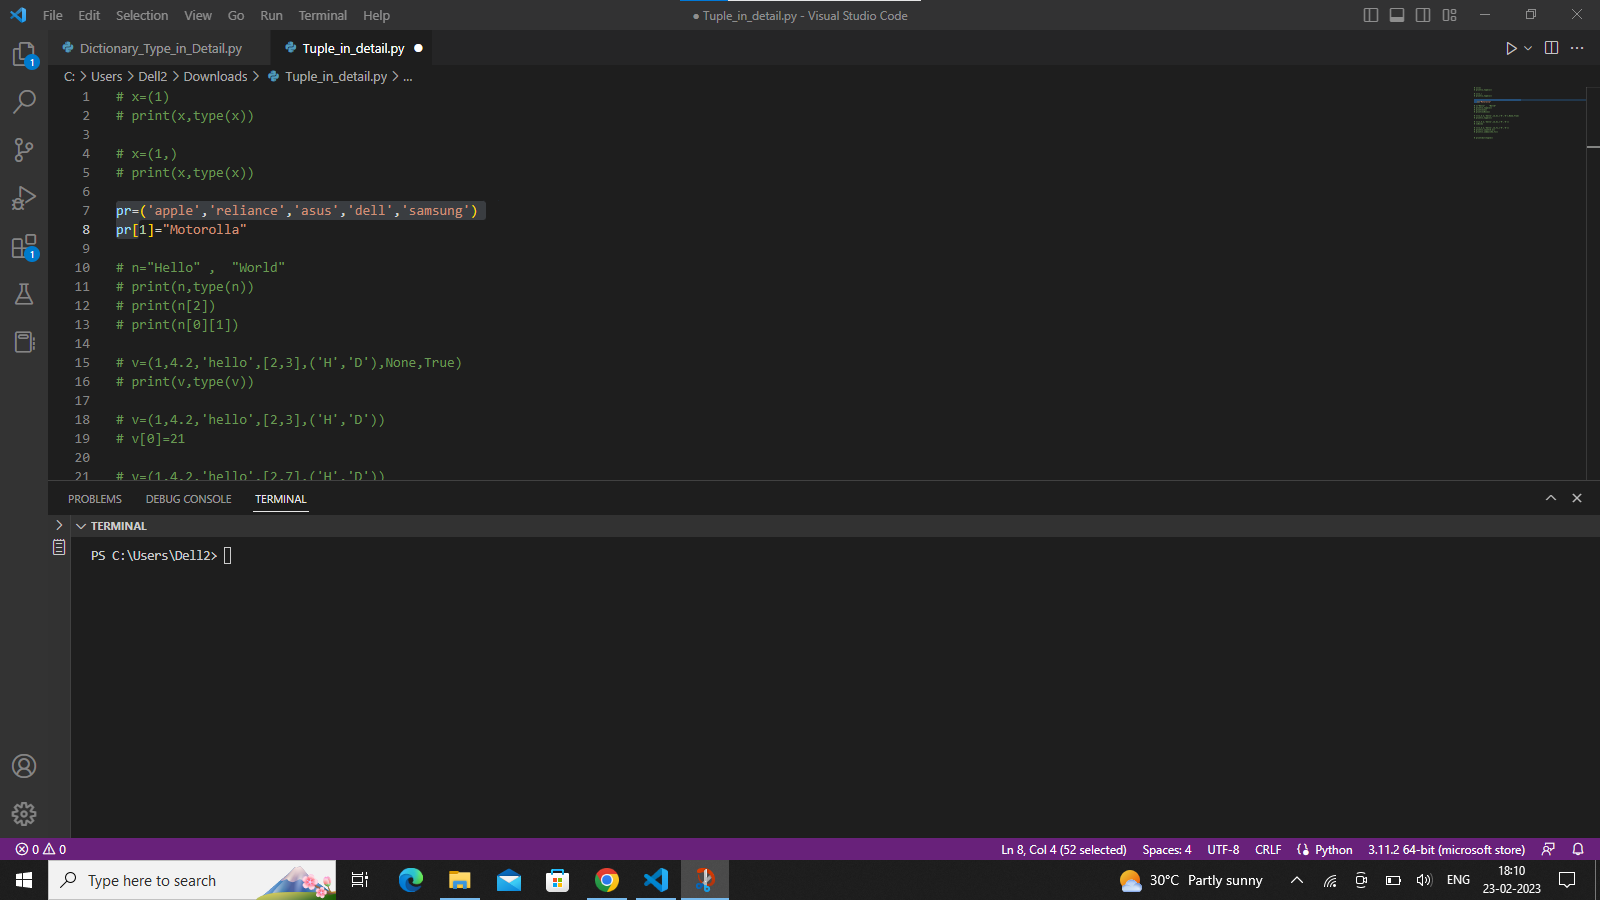 File Edit Selection View Go Run Terminal Help
● Tuple_in_detail.py - Visual Studio Code
Dictionary_Type_in_Detail.py
Tuple_in_detail.py ●
C: > Users > Dell2 > Downloads > Tuple_in_detail.py > ...
1 # x=(1)
2 # print(x,type(x))
3
4 # x=(1,)
5 # print(x,type(x))
6
7 pr=('apple','reliance','asus','dell','samsung')
8 pr[1]="Motorolla"
9
10 # n="Hello" ,  "World"
11 # print(n,type(n))
12 # print(n[2])
13 # print(n[0][1])
14
15 # v=(1,4.2,'hello',[2,3],('H','D'),None,True)
16 # print(v,type(v))
17
18 # v=(1,4.2,'hello',[2,3],('H','D'))
19 # v[0]=21
20
21 # v=(1,4.2,'hello',[2,7],('H','D'))
1
1
PROBLEMS DEBUG CONSOLE TERMINAL
TERMINAL
PS C:\Users\Dell2>
0 0
Ln 8, Col 4 (52 selected) Spaces: 4 UTF-8 CRLF Python 3.11.2 64-bit (microsoft store)
Type here to search
30°C Partly sunny
ENG
18:10
23-02-2023